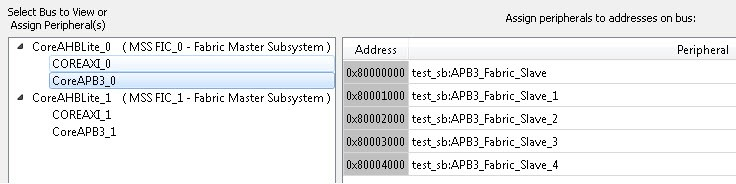 Select Bus to View or
Assign Peripheral(s)
Assign peripherals to addresses on bus:
CoreAHBLite_0 ( MSS FIC_0 - Fabric Master Subsystem )
COREAXI_0
CoreAPB3_0
CoreAHBLite_1 ( MSS FIC_1 - Fabric Master Subsystem )
COREAXI_1
CoreAPB3_1
Address Peripheral
0x80000000 test_sb:APB3_Fabric_Slave
0x80001000 test_sb:APB3_Fabric_Slave_1
0x80002000 test_sb:APB3_Fabric_Slave_2
0x80003000 test_sb:APB3_Fabric_Slave_3
0x80004000 test_sb:APB3_Fabric_Slave_4